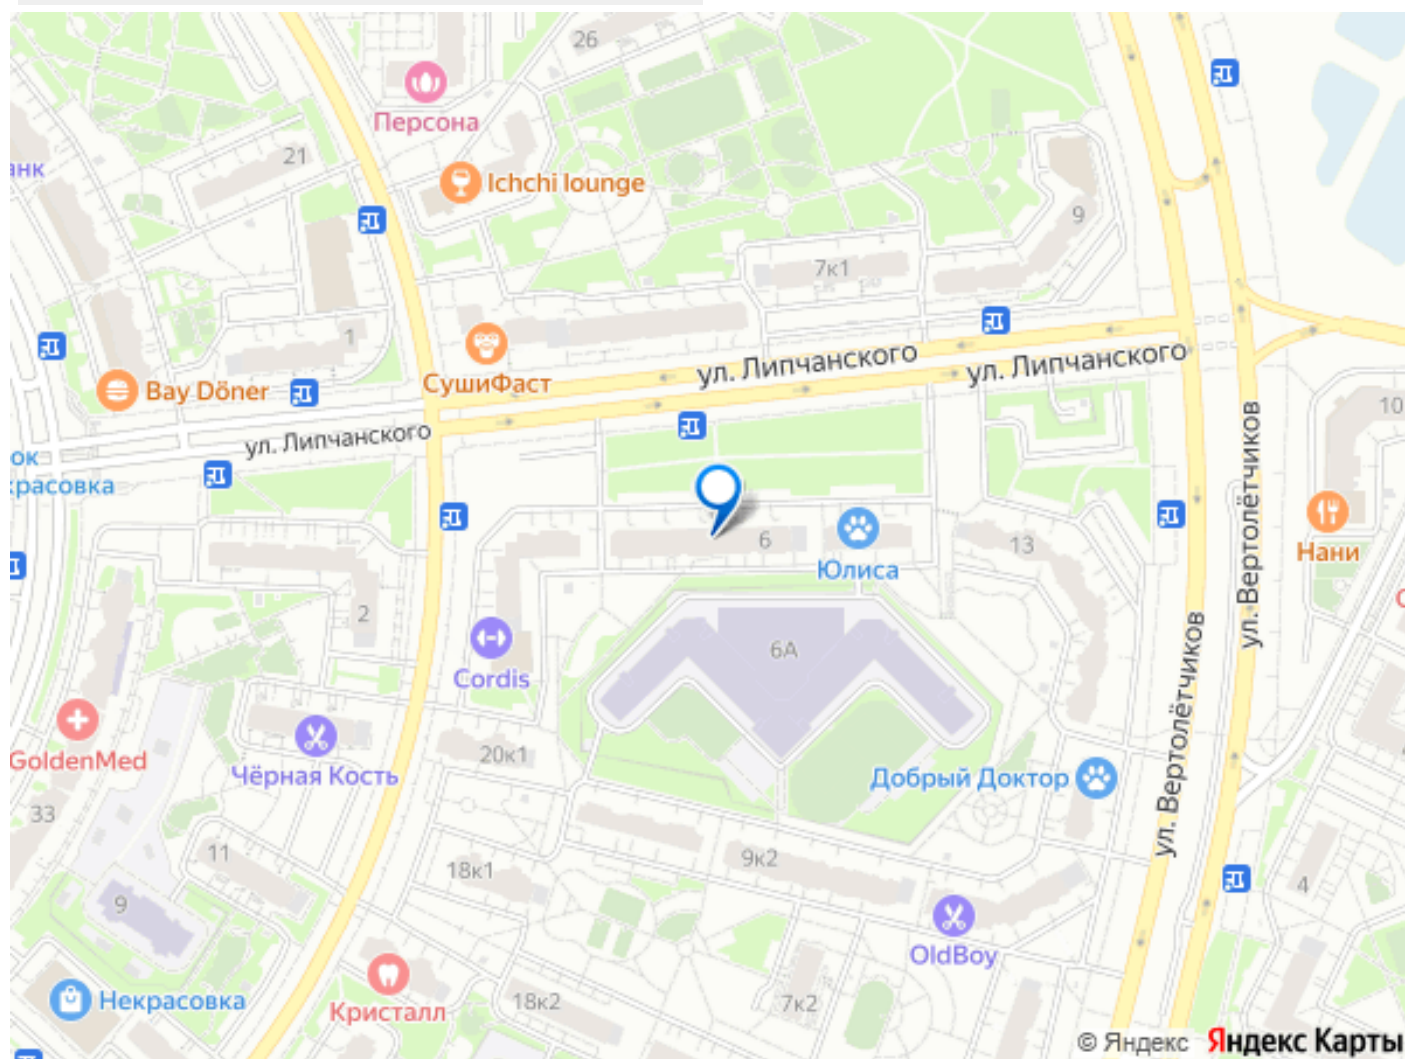 26
Персона
21
анк
Ichchi lounge
9
7к1
1
СушиФаст
Bay Döner
ул. Липчанского
ул. Липчанского
ул. Липчанского
10
ок
красовка
6
Юлиса
13
Нани
ул. Вертолётчиков
2
6А
Cordis
ул. Вертолётчиков
GoldenMed
Чёрная Кость
20к1
Добрый Доктор
33
11
18к1
9к2
4
9
OldBoy
Некрасовка
Кристалл
18к2
7к2
© Яндекс Яндекс Карты